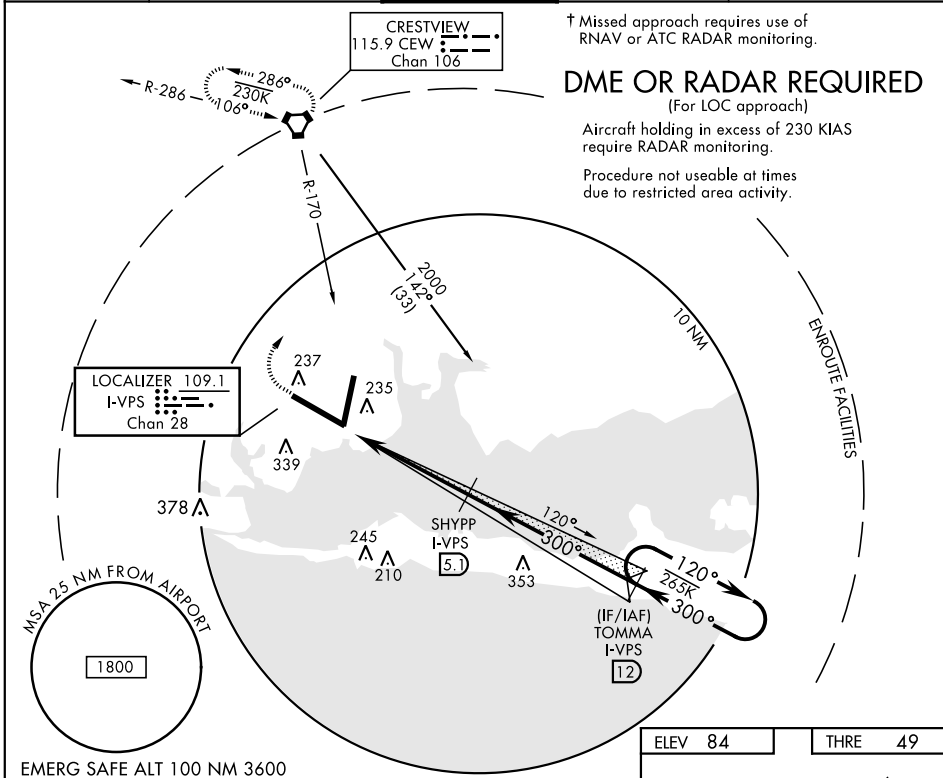 CRESTVIEW
115.9 CEW
Chan 106
† Missed approach requires use of
RNAV or ATC RADAR monitoring.
DME OR RADAR REQUIRED
(For LOC approach)
Aircraft holding in excess of 230 KIAS
require RADAR monitoring.
Procedure not useable at times
due to restricted area activity.
R-286
286°
230K
106°
R-170
2000
142°
(33)
10 NM
ENROUTE FACILITIES
LOCALIZER 109.1
I-VPS
Chan 28
237
235
339
378
245
210
353
SHYPP
I-VPS
5.1
120°
300°
120°
265K
300°
(IF/IAF)
TOMMA
I-VPS
12
MSA 25 NM FROM AIRPORT
1800
EMERG SAFE ALT 100 NM 3600
ELEV 84
THRE 49